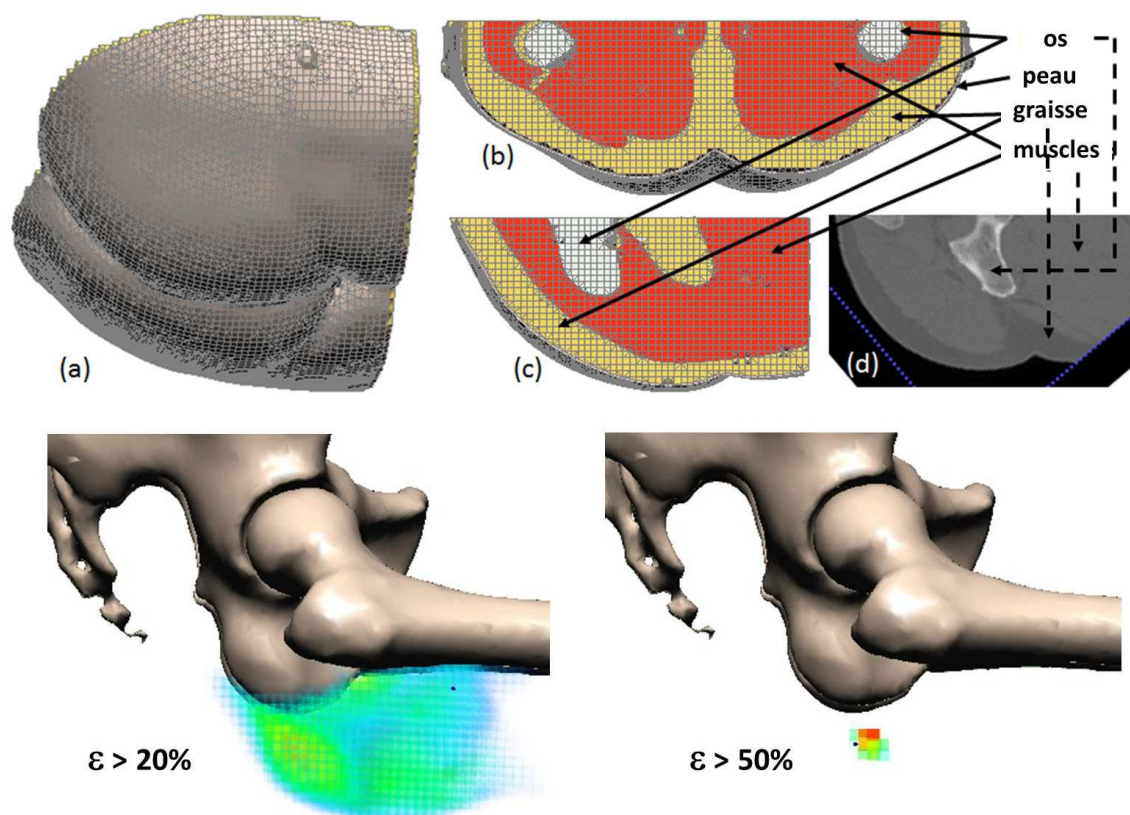 os
peau
graisse
muscles
(a)
(b)
(c)
(d)
ε > 20%
ε > 50%